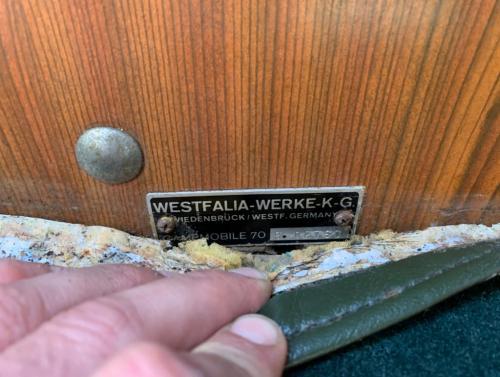 WESTFALIA-WERKE-K-G.
WIEDENBRÜCK/WESTF. GERMANY
MOBILE 70